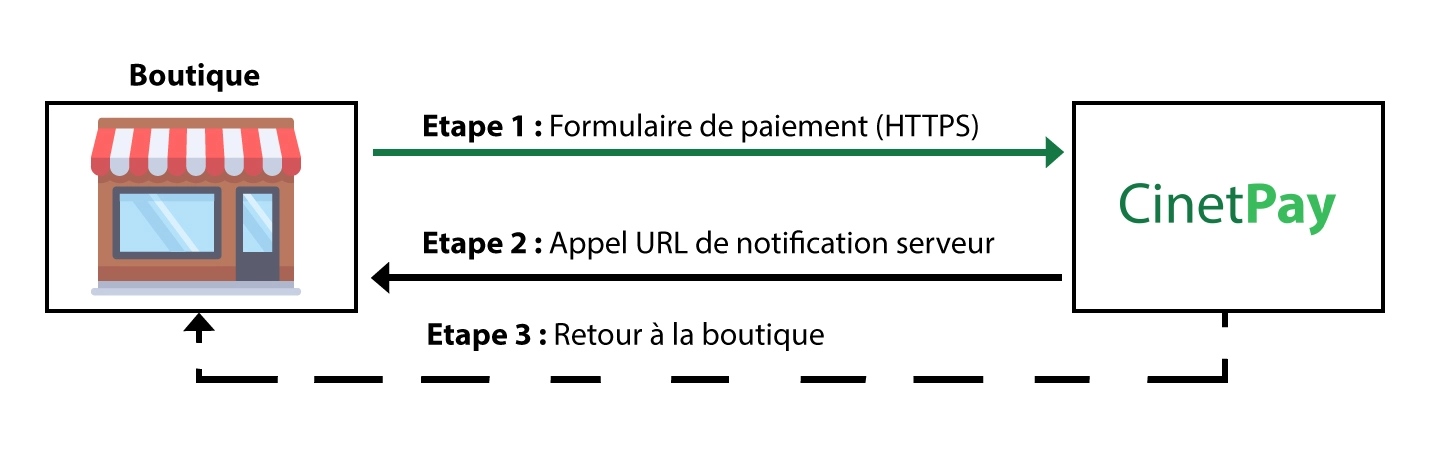 Boutique
Etape 1 : Formulaire de paiement (HTTPS)
CinetPay
Etape 2 : Appel URL de notification serveur
Etape 3 : Retour à la boutique